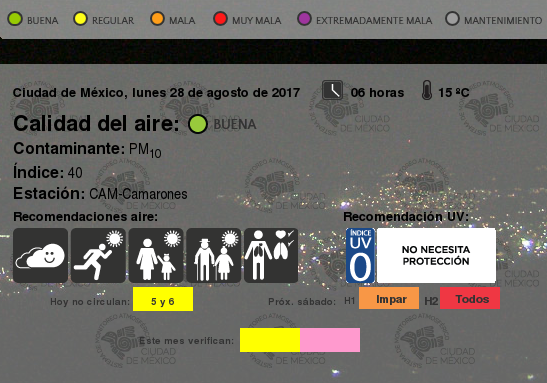 BUENA REGULAR MALA MUY MALA EXTREMADAMENTE MALA MANTENIMIENTO
Ciudad de México, lunes 28 de agosto de 2017 06 horas 15 ºC
Calidad del aire: BUENA
Contaminante: PM10
Índice: 40
Estación: CAM-Camarones
Recomendaciones aire: Recomendación UV:
ÍNDICE
UV
0
NO NECESITA
PROTECCIÓN
Hoy no circulan: 5 y 6 Próx. sábado: H1 Impar H2 Todos
Este mes verifican:
CIUDAD
DE MÉXICO